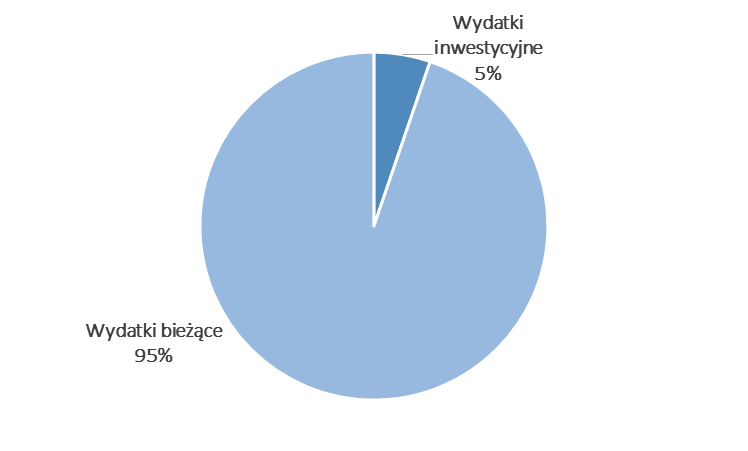 Wydatki
inwestycyjne
5%
Wydatki bieżące
95%